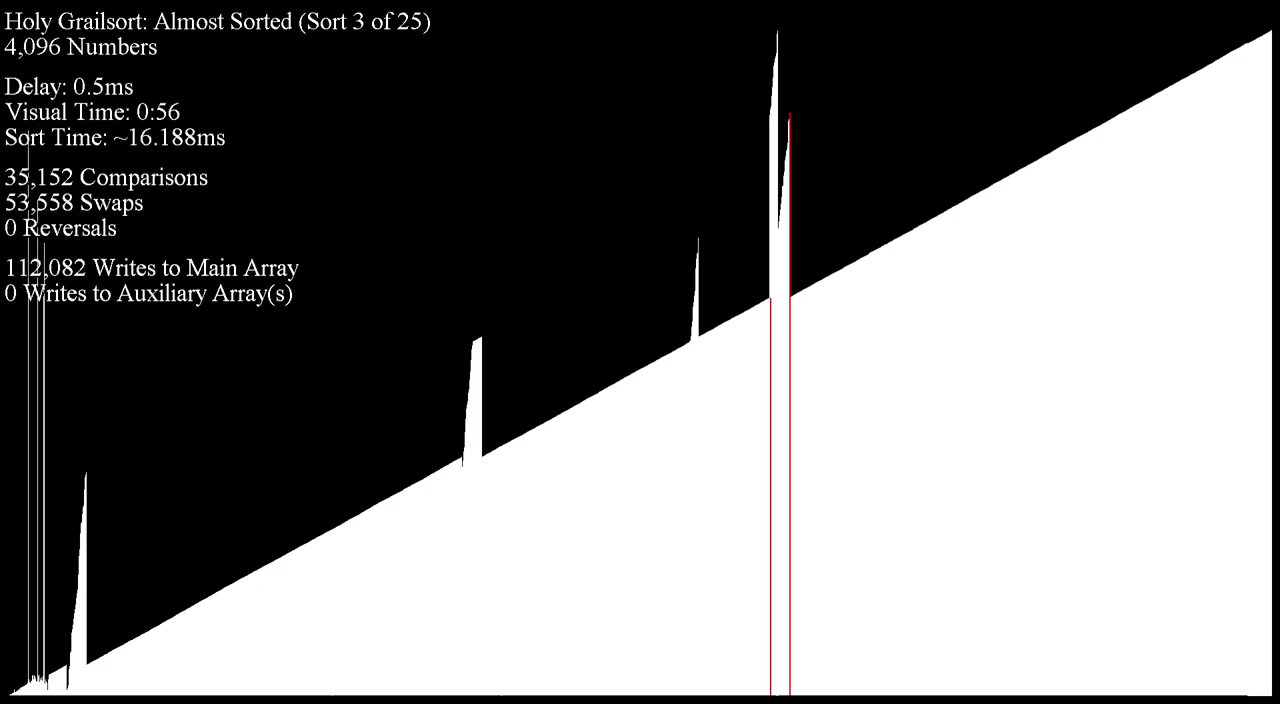 Holy Grailsort: Almost Sorted (Sort 3 of 25)
4,096 Numbers
Delay: 0.5ms
Visual Time: 0:56
Sort Time: ~16.188ms
35,152 Comparisons
53,558 Swaps
0 Reversals
112,082 Writes to Main Array
0 Writes to Auxiliary Array(s)